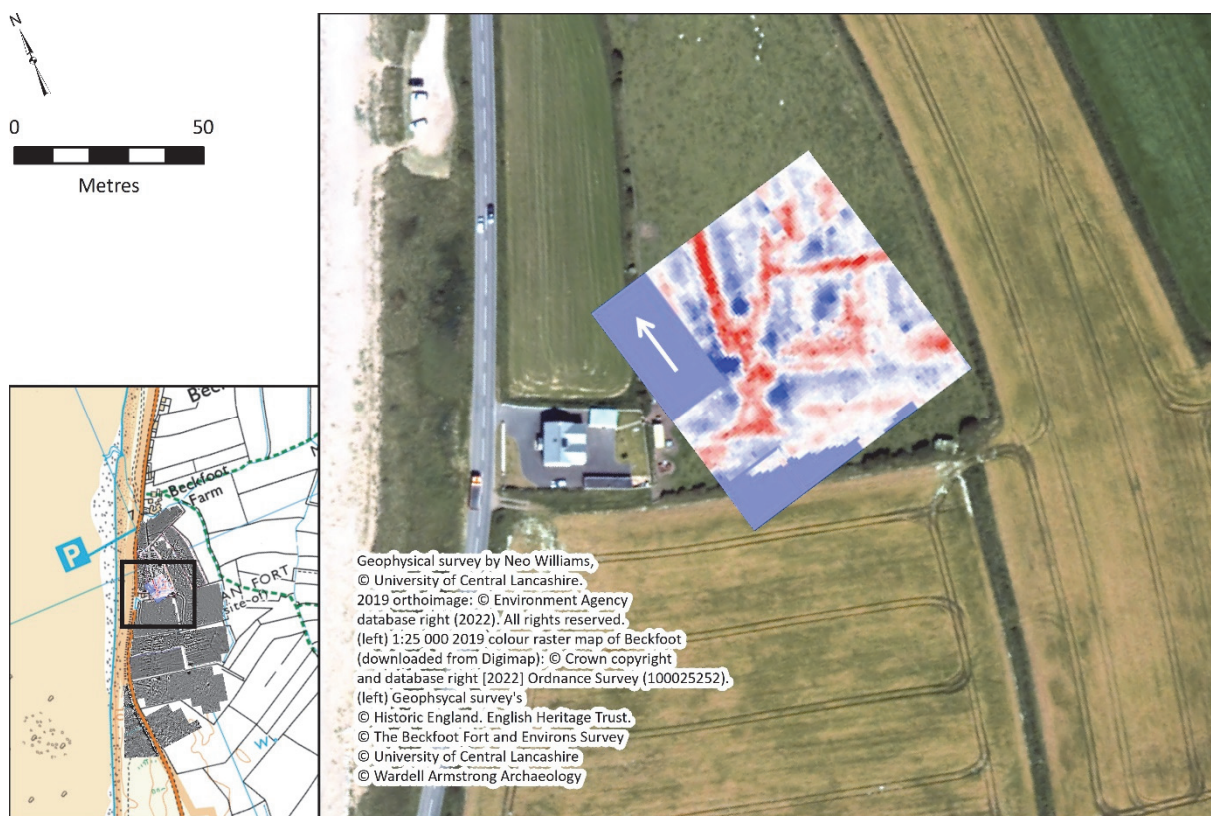 N
0 50
Metres
Beck
Beckfoot
Farm
P
AN FORT
(site of)
W
Geophysical survey by Neo Williams,
© University of Central Lancashire.
2019 orthoimage: © Environment Agency
database right (2022). All rights reserved.
(left) 1:25 000 2019 colour raster map of Beckfoot
(downloaded from Digimap): © Crown copyright
and database right [2022] Ordnance Survey (100025252).
(left) Geophsycal survey's
© Historic England. English Heritage Trust.
© The Beckfoot Fort and Environs Survey
© University of Central Lancashire
© Wardell Armstrong Archaeology